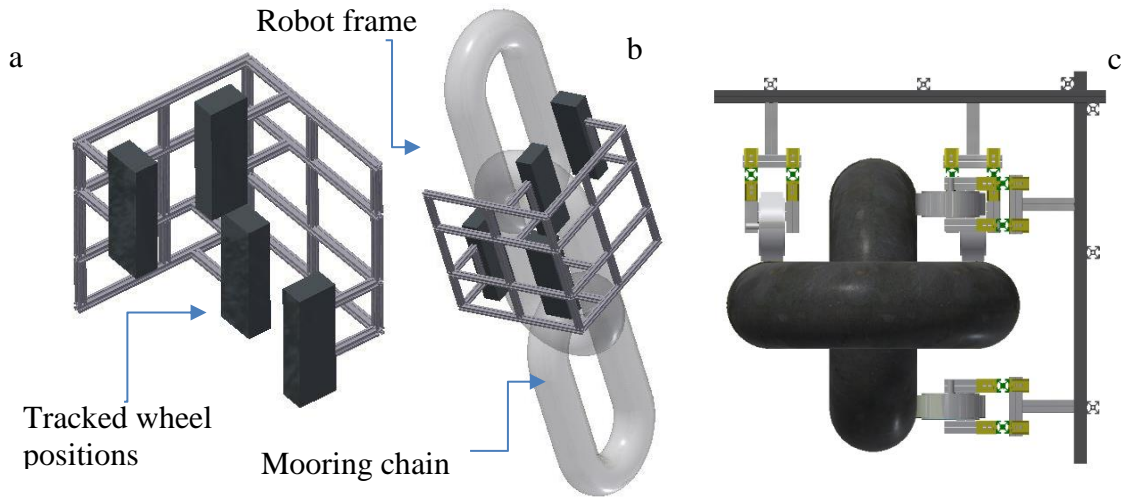 a
Robot frame
b
c
Tracked wheel
positions
Mooring chain